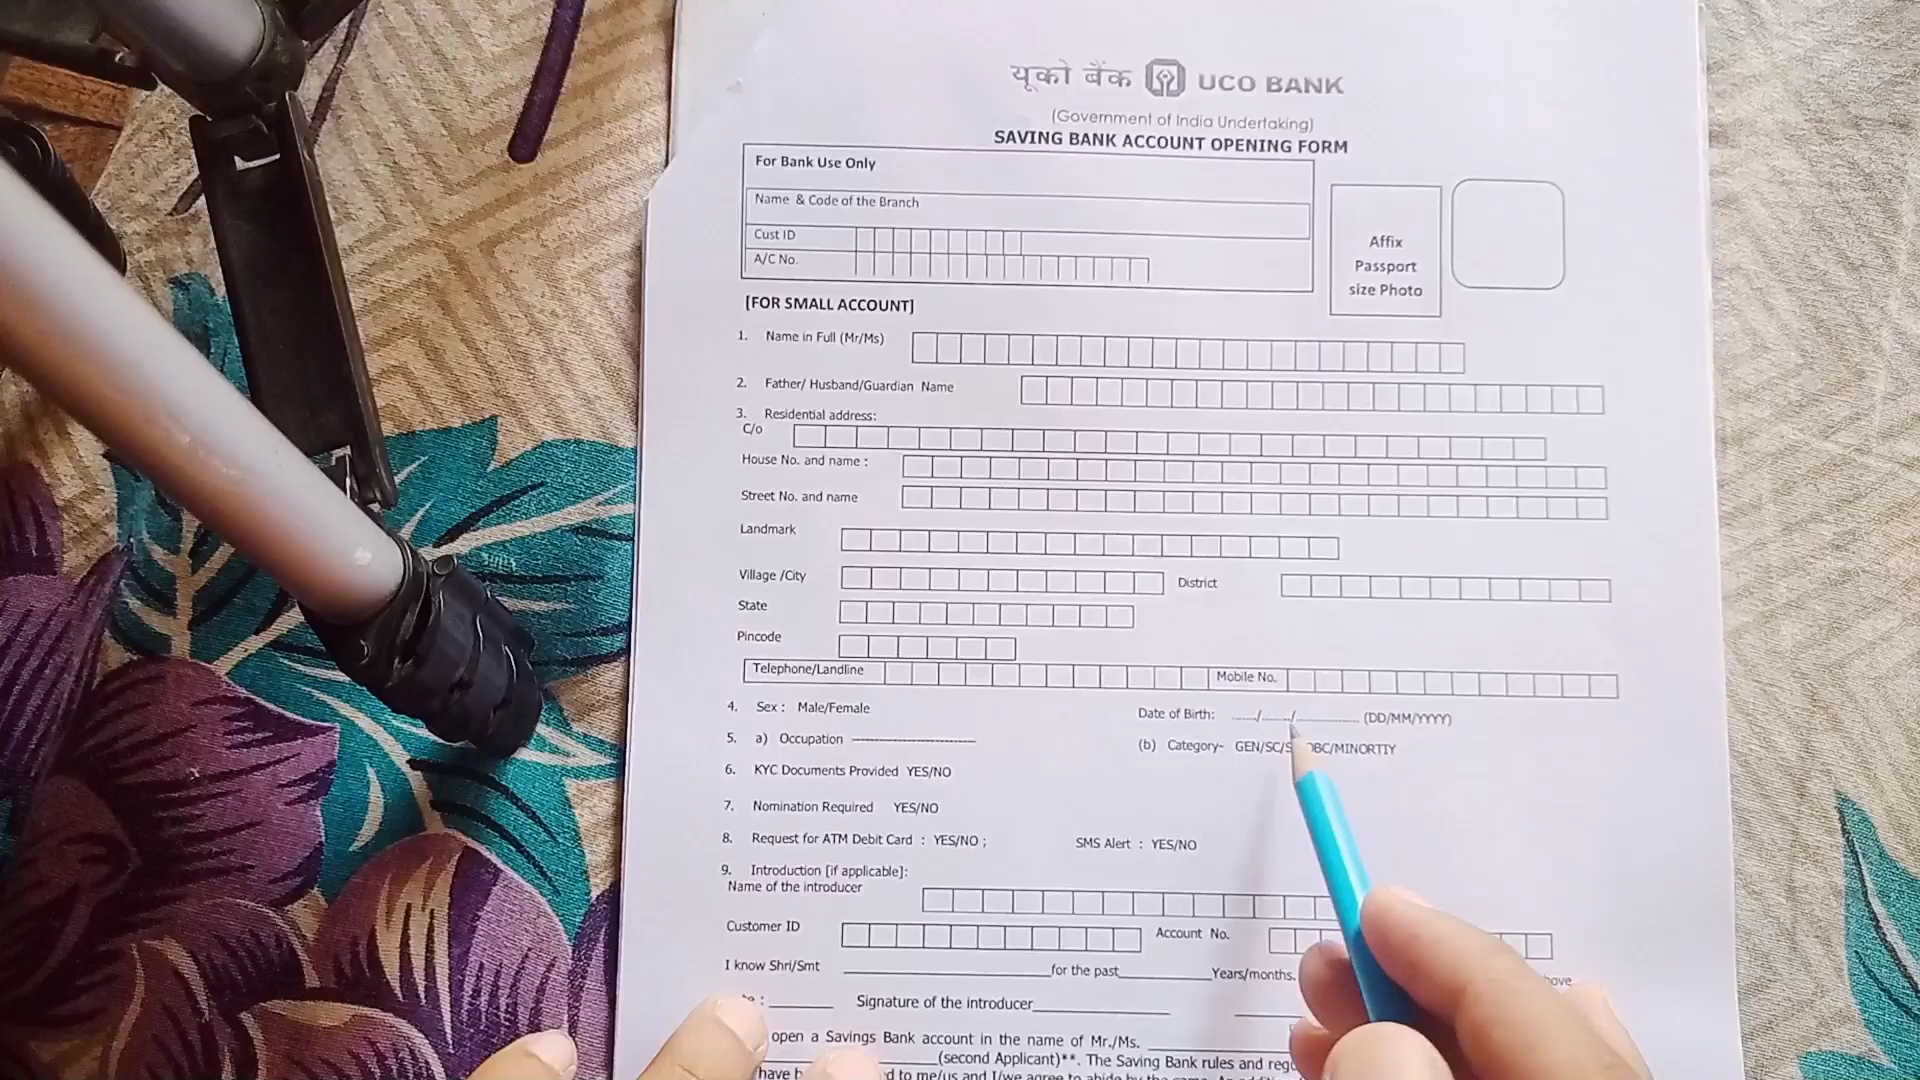 यूको बैंक UCO BANK
(Government of India Undertaking)
SAVING BANK ACCOUNT OPENING FORM
For Bank Use Only
Name & Code of the Branch
Cust ID
A/C No.
Affix
Passport
size Photo
[FOR SMALL ACCOUNT]
1. Name in Full (Mr/Ms)
2. Father/ Husband/Guardian Name
3. Residential address:
C/o
House No. and name :
Street No. and name
Landmark
Village /City District
State
Pincode
Telephone/Landline Mobile No.
4. Sex : Male/Female Date of Birth: ......./......../................ (DD/MM/YYYY)
5. a) Occupation -------------------------- (b) Category- GEN/SC/ OBC/MINORTIY
6. KYC Documents Provided YES/NO
7. Nomination Required YES/NO
8. Request for ATM Debit Card : YES/NO ; SMS Alert : YES/NO
9. Introduction [if applicable]:
Name of the introducer
Customer ID Account No.
I know Shri/Smt ____________________for the past_________Years/months.
: ________ Signature of the introducer_________________
open a Savings Bank account in the name of Mr./Ms. ____________
____________(second Applicant)**. The Saving Bank rules and
have to me/us and I/we agree to abide by the same.